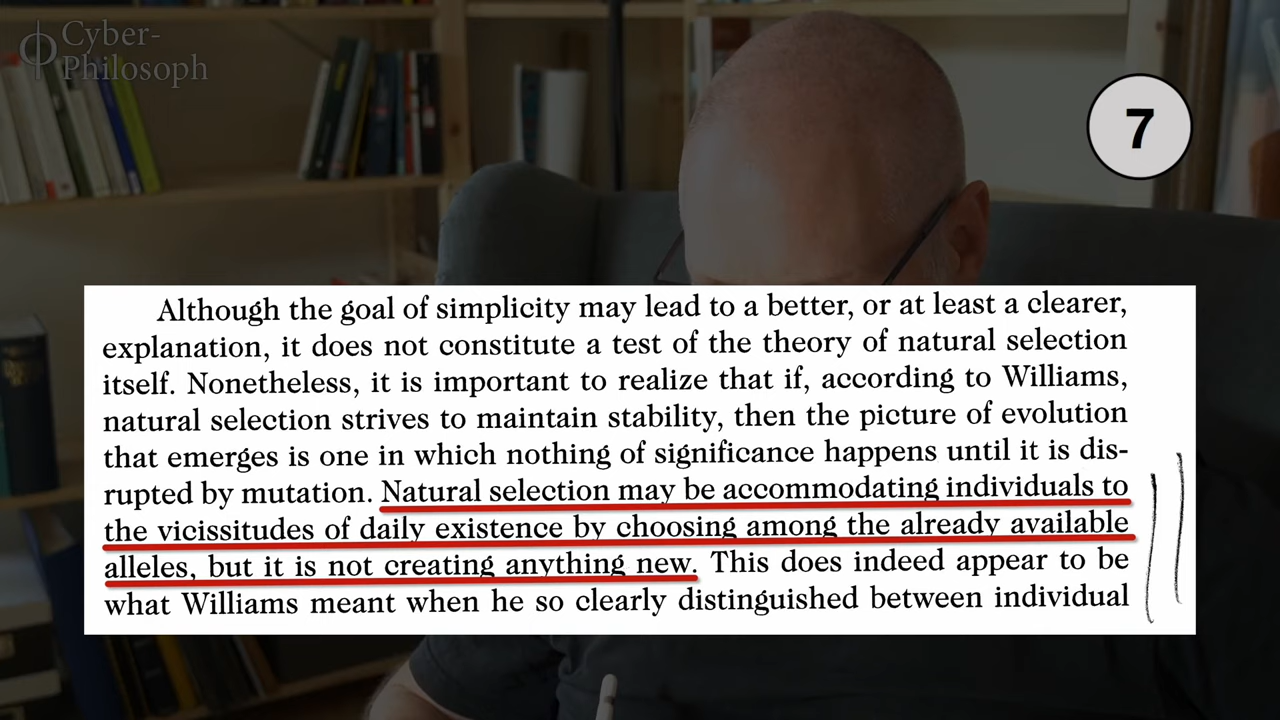 Cyber-
Philosoph
7
Although the goal of simplicity may lead to a better, or at least a clearer,
explanation, it does not constitute a test of the theory of natural selection
itself. Nonetheless, it is important to realize that if, according to Williams,
natural selection strives to maintain stability, then the picture of evolution
that emerges is one in which nothing of significance happens until it is dis-
rupted by mutation. Natural selection may be accommodating individuals to
the vicissitudes of daily existence by choosing among the already available
alleles, but it is not creating anything new. This does indeed appear to be
what Williams meant when he so clearly distinguished between individual